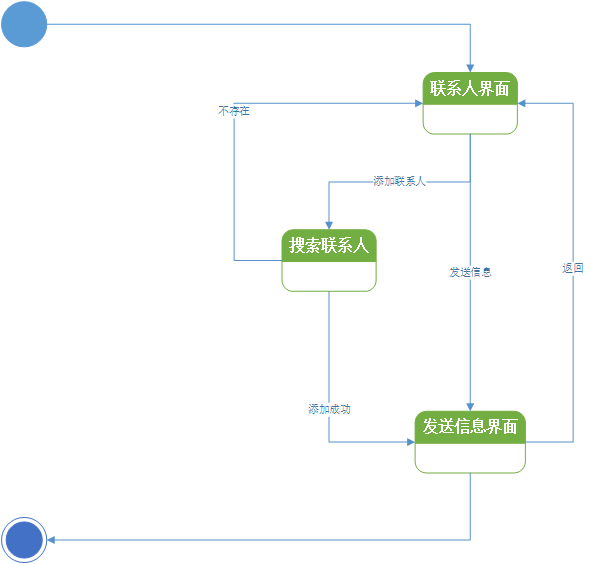 联系人界面
不存在
添加联系人
搜索联系人
发送信息
返回
添加成功
发送信息界面